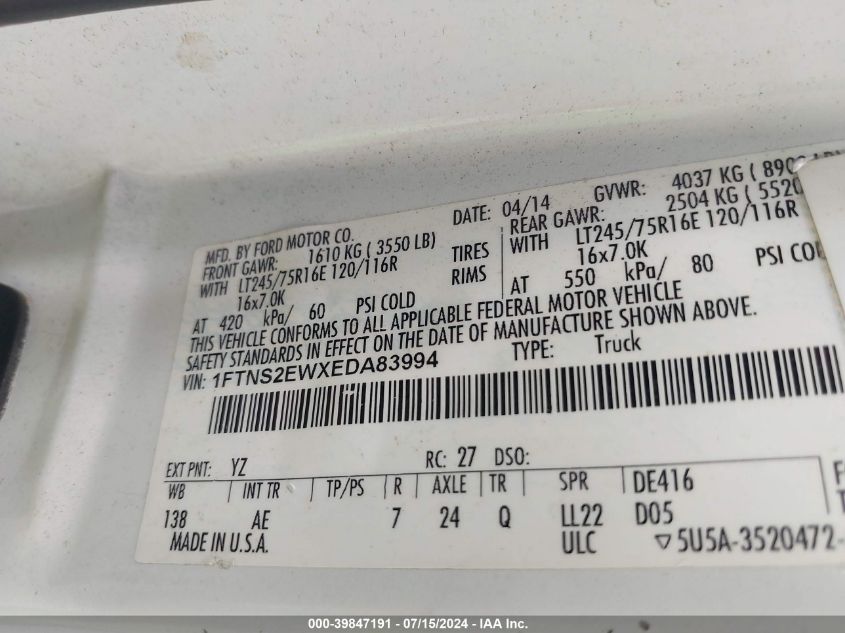 MFD. BY FORD MOTOR CO. DATE: 04/14 GVWR: 4037 KG ( 890
FRONT GAWR: 1610 KG ( 3550 LB) REAR GAWR: 2504 KG ( 5520
WITH LT245/75R16E 120/116R TIRES WITH LT245/75R16E 120/116R
16x7.0K RIMS 16x7.0K
AT 420 kPa/ 60 PSI COLD AT 550 kPa/ 80 PSI COL
THIS VEHICLE CONFORMS TO ALL APPLICABLE FEDERAL MOTOR VEHICLE
SAFETY STANDARDS IN EFFECT ON THE DATE OF MANUFACTURE SHOWN ABOVE.
VIN: 1FTNS2EWXEDA83994 TYPE: Truck
EXT PNT: YZ RC: 27 DSO:
WB INT TR TP/PS R AXLE TR SPR DE416
138 AE 7 24 Q LL22 D05
MADE IN U.S.A. ULC ▽5U5A-3520472-
000-39847191 - 07/15/2024 - IAA Inc.